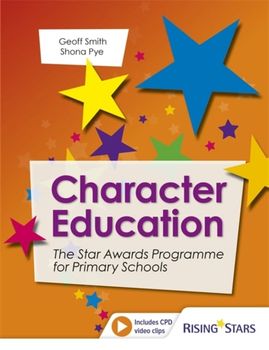 Geoff Smith
Shona Pye
Character
Education
The Star Awards Programme
for Primary Schools
Includes CPD
video clips
RISING STARS